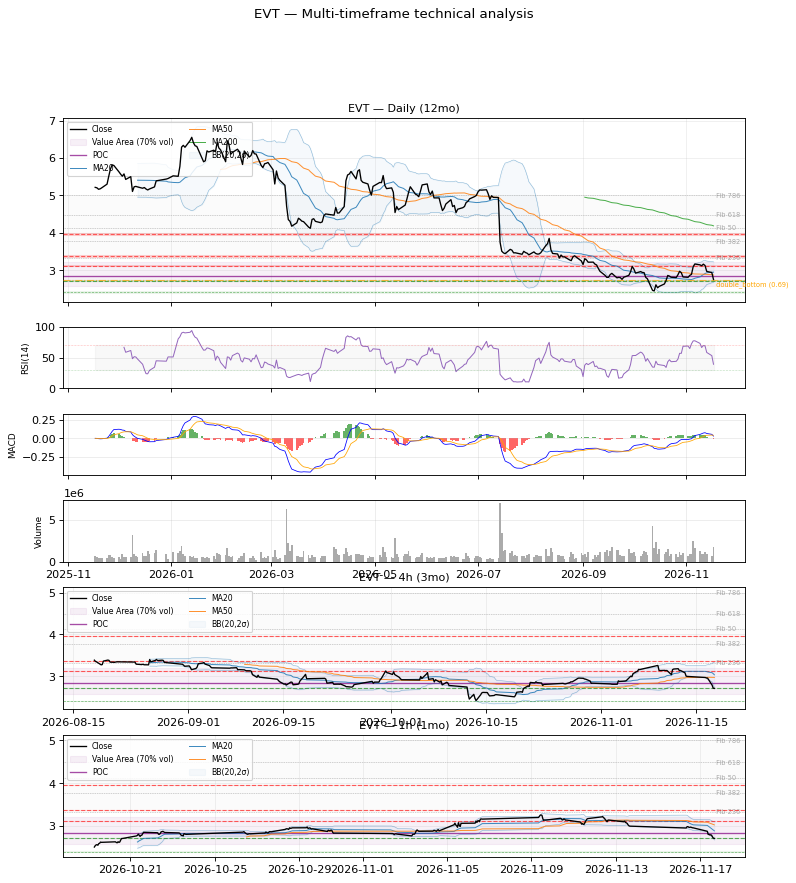 EVT — Multi-timeframe technical analysis
EVT — Daily (12mo)
Close
Value Area (70% vol)
POC
MA20
MA50
MA200
BB(20,2σ)
7
6
5
4
3
Fib 786
Fib 618
Fib 50
Fib 382
Fib 236
double_bottom (0.69)
RSI(14)
100
50
0
MACD
0.25
0.00
−0.25
Volume
1e6
5
0
2025-11
2026-01
2026-03
2026-05
2026-07
2026-09
2026-11
EVT — 4h (3mo)
Close
Value Area (70% vol)
POC
MA20
MA50
BB(20,2σ)
5
4
3
Fib 786
Fib 618
Fib 50
Fib 382
Fib 236
2026-08-15
2026-09-01
2026-09-15
2026-10-01
2026-10-15
2026-11-01
2026-11-15
EVT — 1h (1mo)
Close
Value Area (70% vol)
POC
MA20
MA50
BB(20,2σ)
5
4
3
Fib 786
Fib 618
Fib 50
Fib 382
Fib 236
2026-10-21
2026-10-25
2026-10-29
2026-11-01
2026-11-05
2026-11-09
2026-11-13
2026-11-17